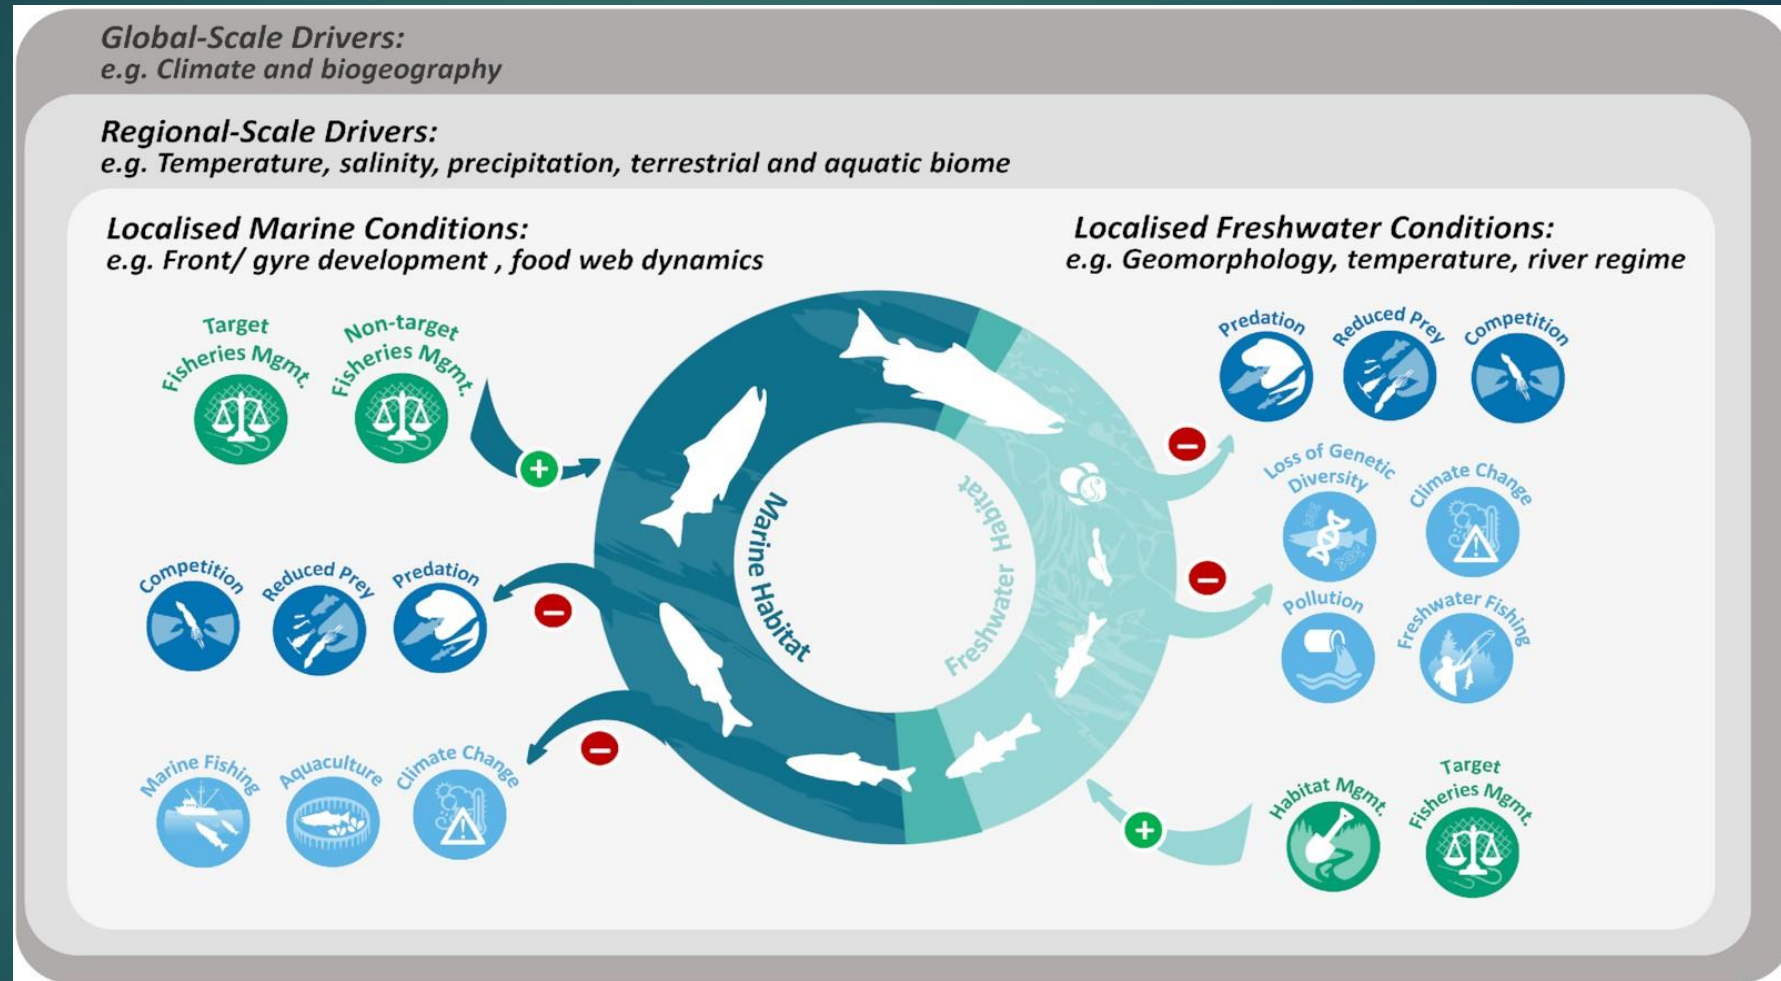 Global-Scale Drivers:
e.g. Climate and biogeography
Regional-Scale Drivers:
e.g. Temperature, salinity, precipitation, terrestrial and aquatic biome
Localised Marine Conditions:
e.g. Front/ gyre development , food web dynamics
Localised Freshwater Conditions:
e.g. Geomorphology, temperature, river regime
Target
Fisheries Mgmt.
Non-target
Fisheries Mgmt.
+
Competition
Reduced Prey
Predation
−
Marine Fishing
Aquaculture
Climate Change
−
Marine Habitat
Freshwater Habitat
Predation
Reduced Prey
Competition
−
Loss of Genetic
Diversity
Climate Change
−
Pollution
Freshwater Fishing
Habitat Mgmt.
Target
Fisheries Mgmt.
+